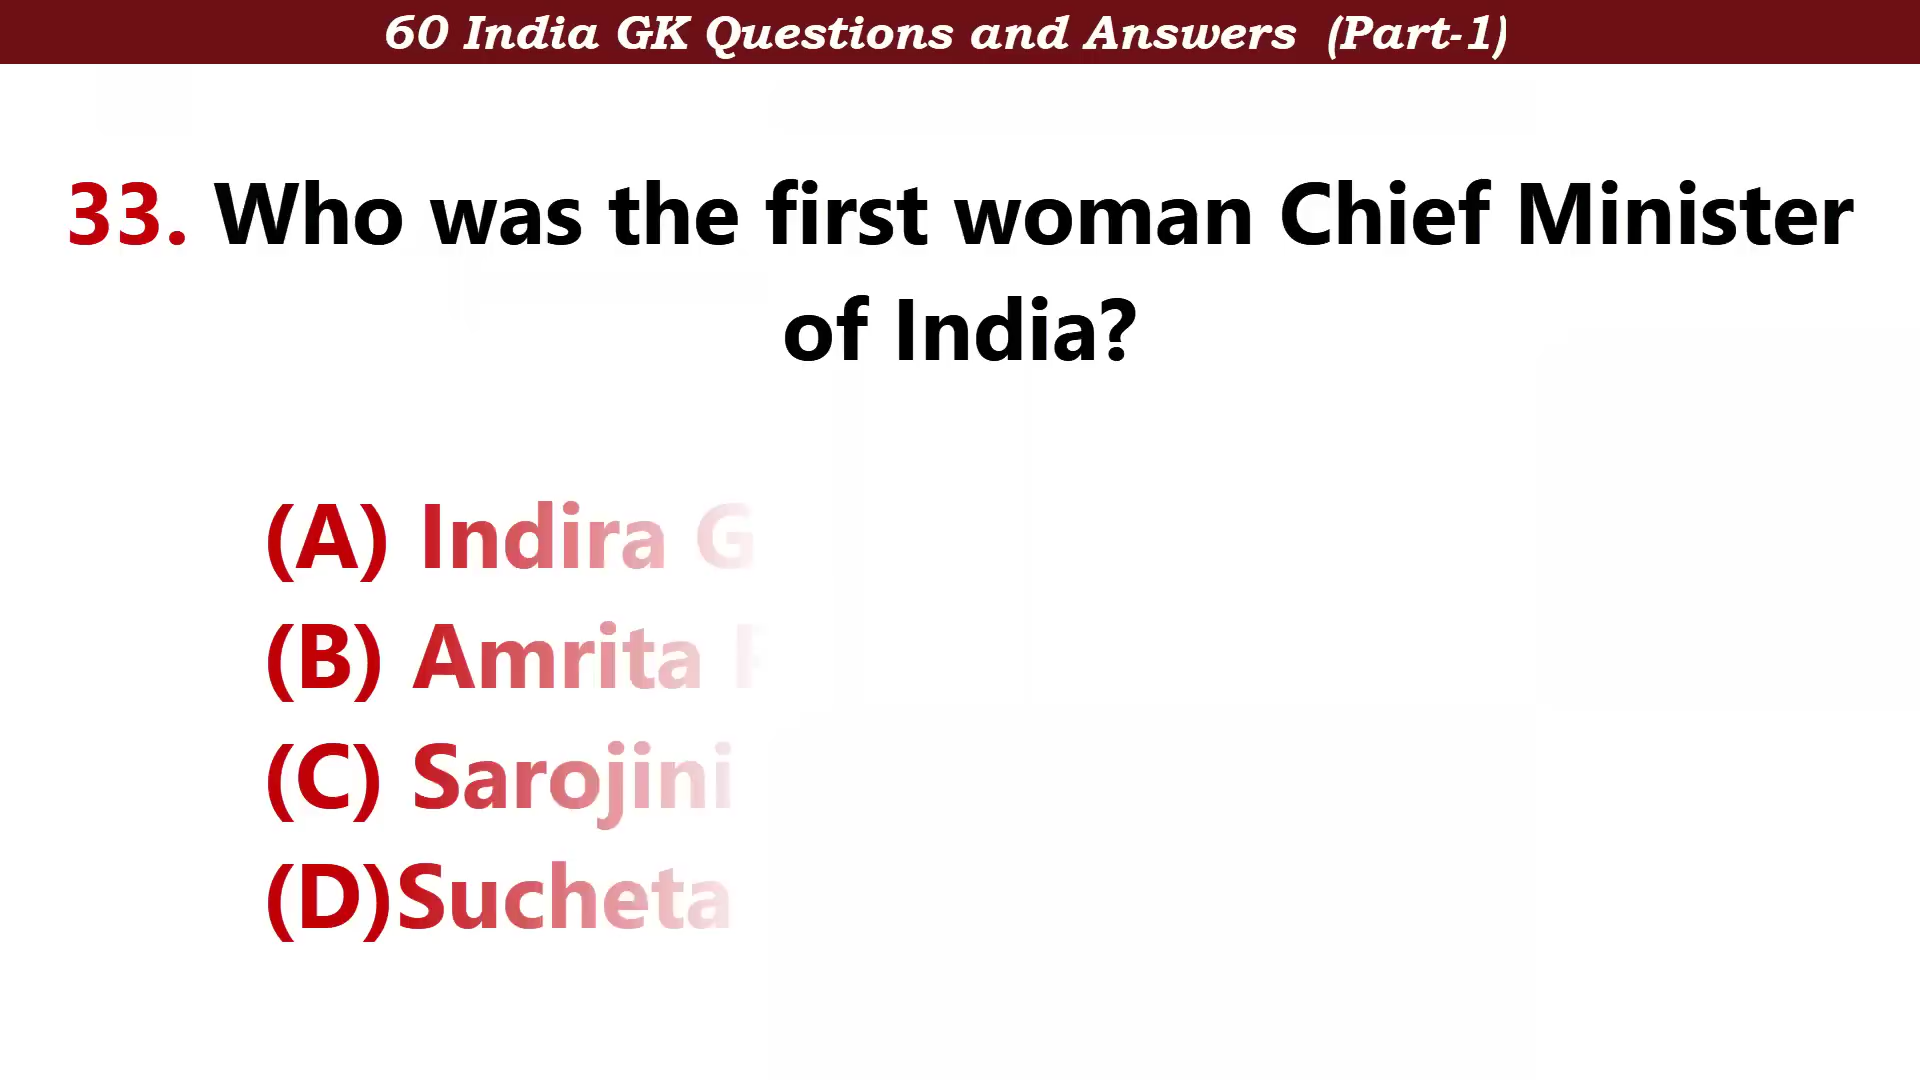 60 India GK Questions and Answers (Part-1)
33. Who was the first woman Chief Minister
of India?
(A) Indira G
(B) Amrita
(C) Sarojini
(D)Sucheta